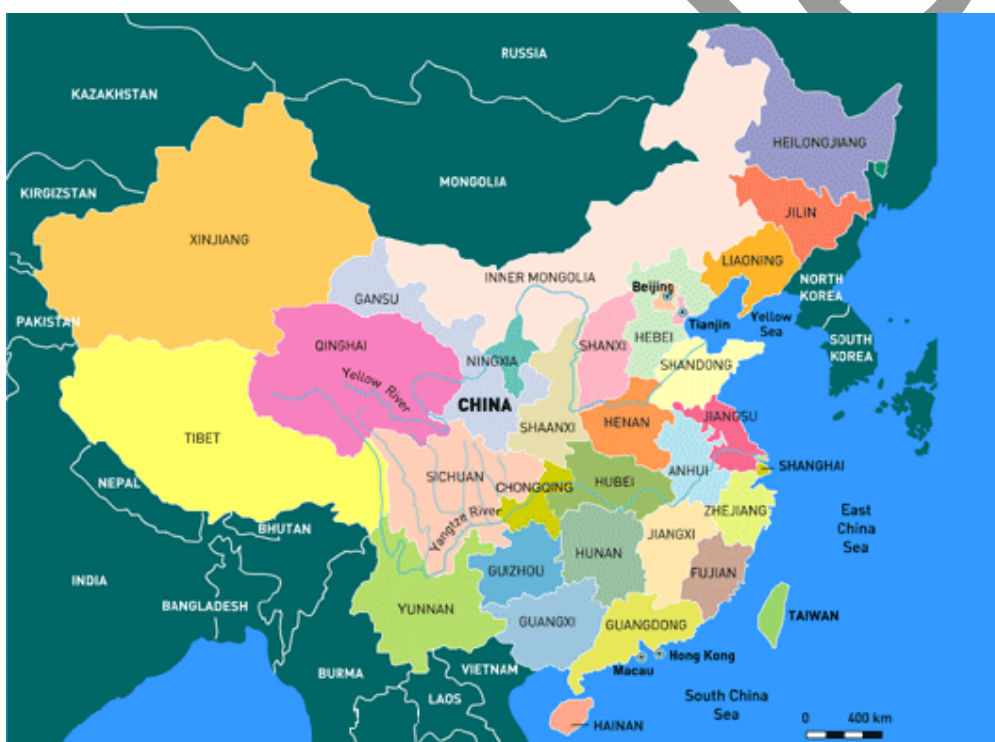 RUSSIA
KAZAKHSTAN
HEILONGJIANG
MONGOLIA
KIRGIZSTAN
JILIN
XINJIANG
LIAONING
INNER MONGOLIA
NORTH
KOREA
Beijing
GANSU
PAKISTAN
Tianjin
Yellow
Sea
QINGHAI
HEBEI
SHANXI
SOUTH
KOREA
NINGXIA
SHANDONG
Yellow River
CHINA
JIANGSU
HENAN
SHAANXI
TIBET
SHANGHAI
ANHUI
SICHUAN
HUBEI
CHONGQING
NEPAL
ZHEJIANG
East
China
Sea
Yangtze River
BHUTAN
JIANGXI
HUNAN
GUIZHOU
FUJIAN
INDIA
BANGLADESH
YUNNAN
TAIWAN
GUANGXI
GUANGDONG
Hong Kong
Macau
VIETNAM
BURMA
LAOS
South China
Sea
0 400 km
HAINAN